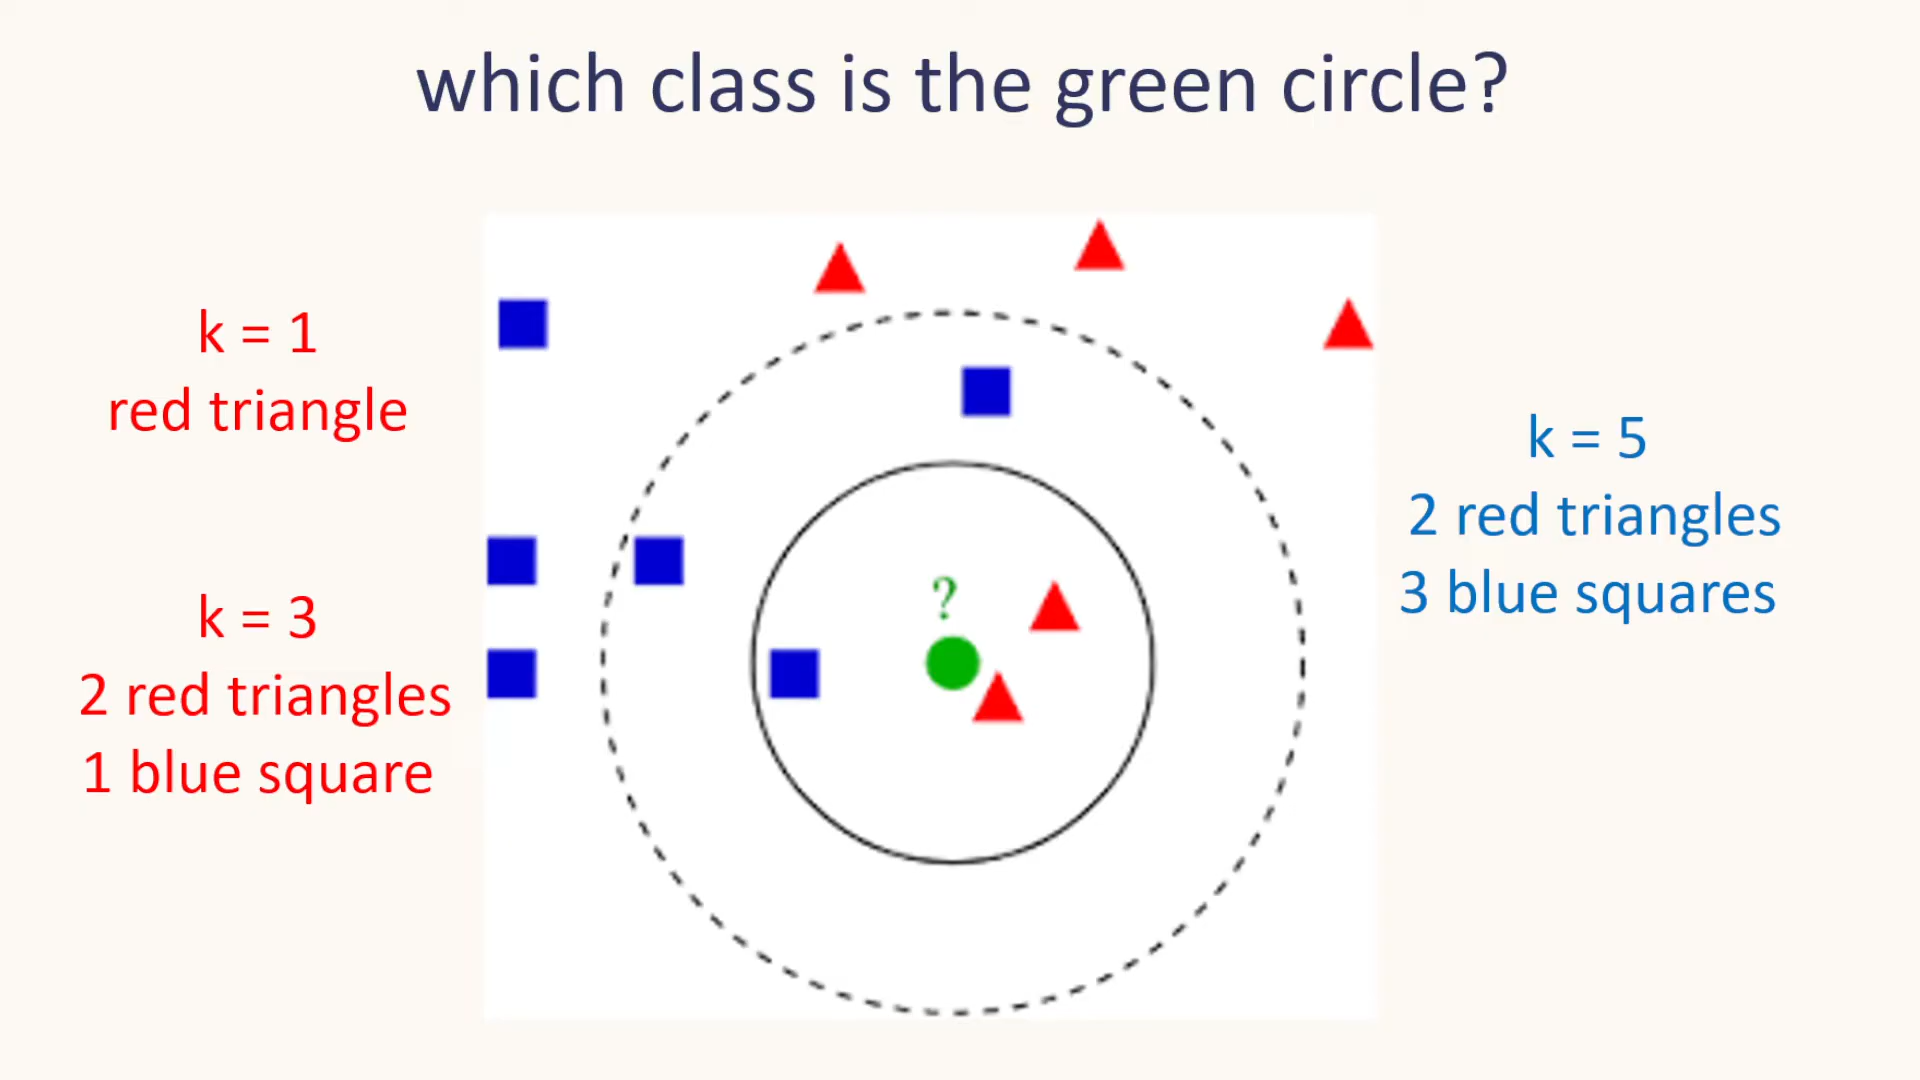 which class is the green circle?
k = 1
red triangle
k = 3
2 red triangles
1 blue square
?
k = 5
2 red triangles
3 blue squares